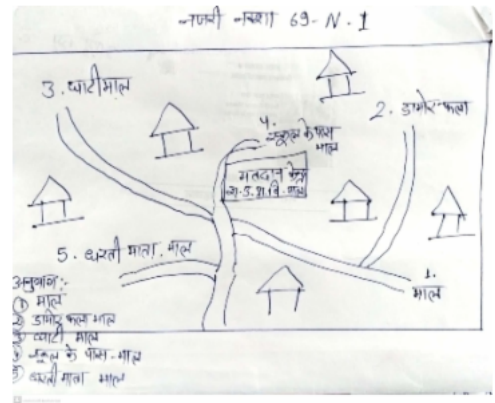 नजरी नक्शा 69-N-1
3. घाटीमाल
2. डामोर फला
4.
स्कूल के पास
माल
मतदान केन्द्र
माल
5. धरती माता. माल
1.
माल
अनुभाग :-
① माल
② डामोर फला माल
③ घाटी माल
④ स्कूल के पास - माल
⑤ धरती माता माल